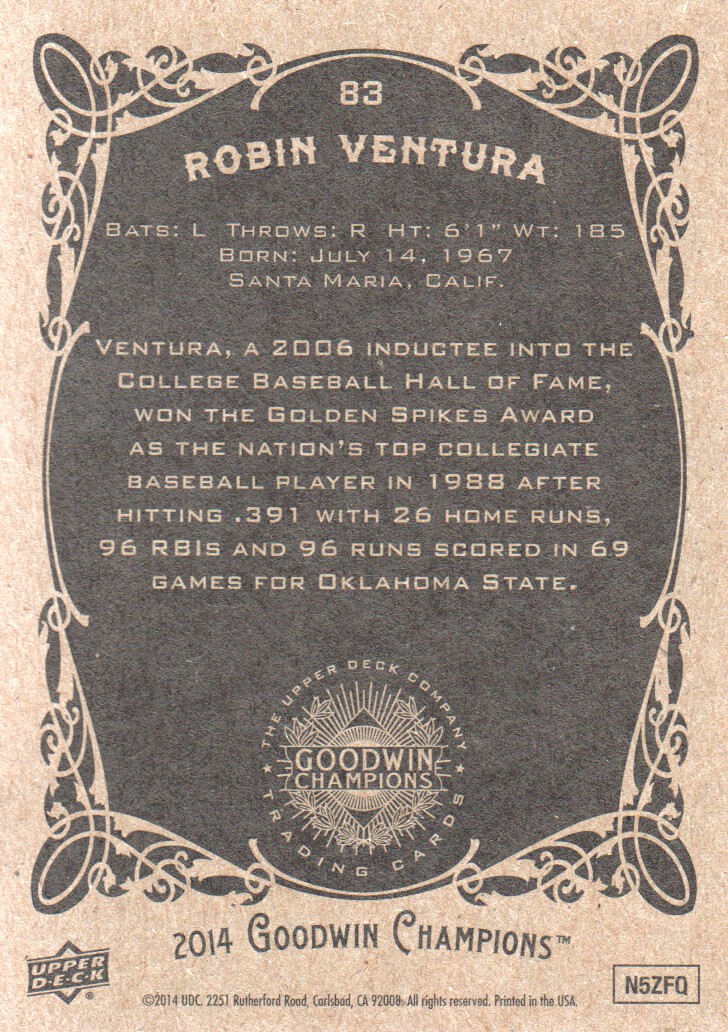 83
ROBIN VENTURA
BATS: L THROWS: R HT: 6'1" WT: 185
BORN: JULY 14, 1967
SANTA MARIA, CALIF.
VENTURA, A 2006 INDUCTEE INTO THE
COLLEGE BASEBALL HALL OF FAME,
WON THE GOLDEN SPIKES AWARD
AS THE NATION'S TOP COLLEGIATE
BASEBALL PLAYER IN 1988 AFTER
HITTING .391 WITH 26 HOME RUNS,
96 RBIS AND 96 RUNS SCORED IN 69
GAMES FOR OKLAHOMA STATE.
THE UPPER DECK COMPANY
GOODWIN
CHAMPIONS
TRADING CARDS
2014 GOODWIN CHAMPIONS™
UPPER
D·E·C·K
®
©2014 UDC. 2251 Rutherford Road, Carlsbad, CA 92008. All rights reserved. Printed in the USA.
N5ZFQ